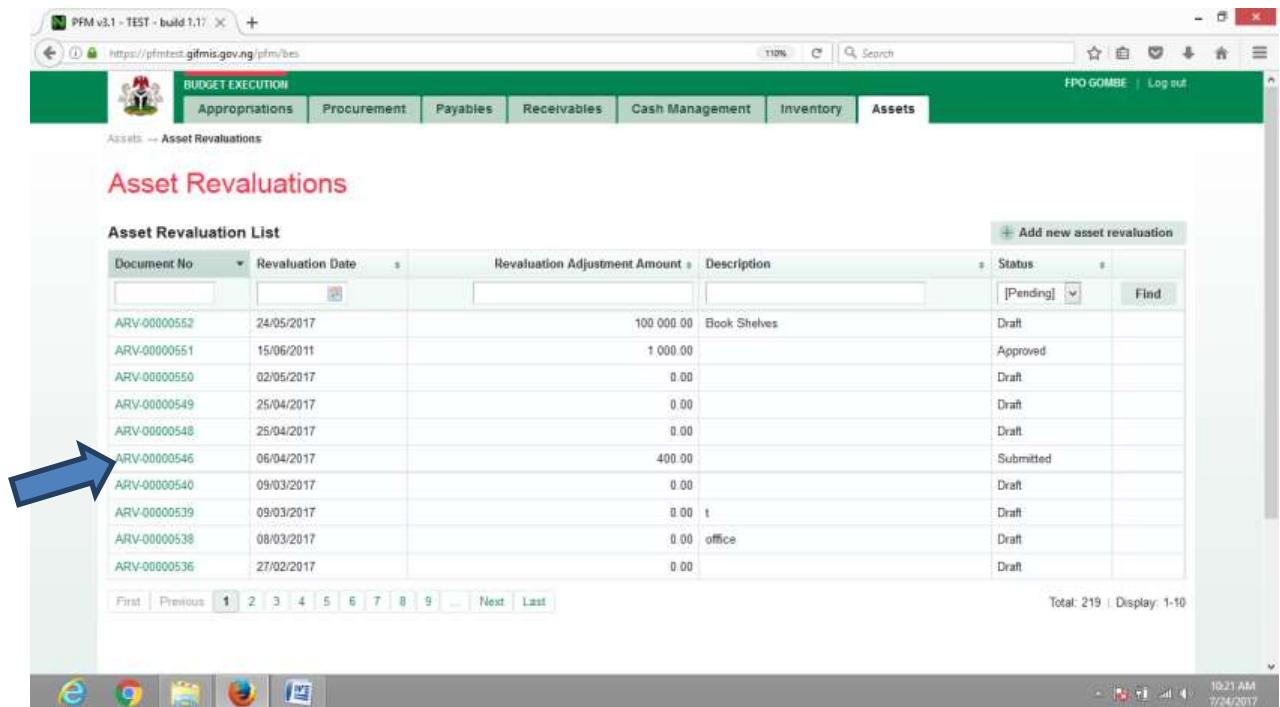 PFM v3.1 - TEST - build 1.17
https://pfmtest.gifmis.gov.ng/pfm/bes 110% Search
BUDGET EXECUTION FPO GOMBE | Log out
Appropriations Procurement Payables Receivables Cash Management Inventory Assets
Assets → Asset Revaluations
Asset Revaluations
Asset Revaluation List + Add new asset revaluation
Document No Revaluation Date Revaluation Adjustment Amount Description Status
[Pending] Find
ARV-00000552 24/05/2017 100 000.00 Book Shelves Draft
ARV-00000551 15/06/2011 1 000.00 Approved
ARV-00000550 02/05/2017 0.00 Draft
ARV-00000549 25/04/2017 0.00 Draft
ARV-00000548 25/04/2017 0.00 Draft
ARV-00000546 06/04/2017 400.00 Submitted
ARV-00000540 09/03/2017 0.00 Draft
ARV-00000539 09/03/2017 0.00 t Draft
ARV-00000538 08/03/2017 0.00 office Draft
ARV-00000536 27/02/2017 0.00 Draft
First Previous 1 2 3 4 5 6 7 8 9 ... Next Last Total: 219 | Display: 1-10
10:21 AM
7/24/2017